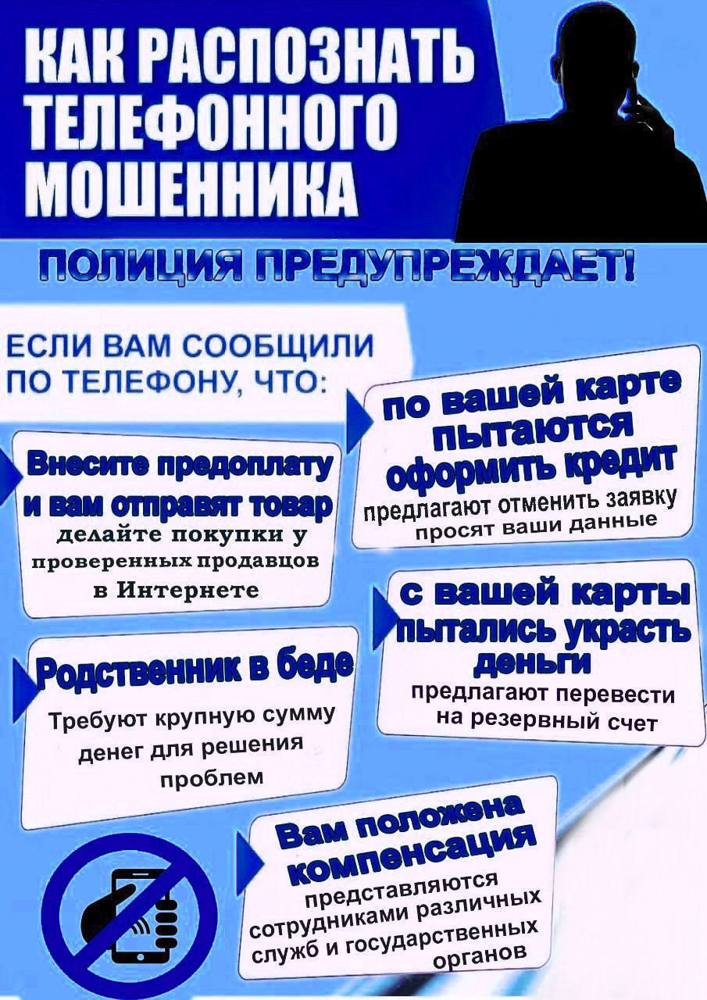 КАК РАСПОЗНАТЬ
ТЕЛЕФОННОГО
МОШЕННИКА
ПОЛИЦИЯ ПРЕДУПРЕЖДАЕТ!
ЕСЛИ ВАМ СООБЩИЛИ
ПО ТЕЛЕФОНУ, ЧТО:
по вашей карте
пытаются
оформить кредит
предлагают отменить заявку
просят ваши данные
Внесите предоплату
и вам отправят товар
делайте покупки у
проверенных продавцов
в Интернете
с вашей карты
пытались украсть
деньги
предлагают перевести
на резервный счет
Родственник в беде
Требуют крупную сумму
денег для решения
проблем
Вам положена
компенсация
представляются
сотрудниками различных
служб и государственных
органов